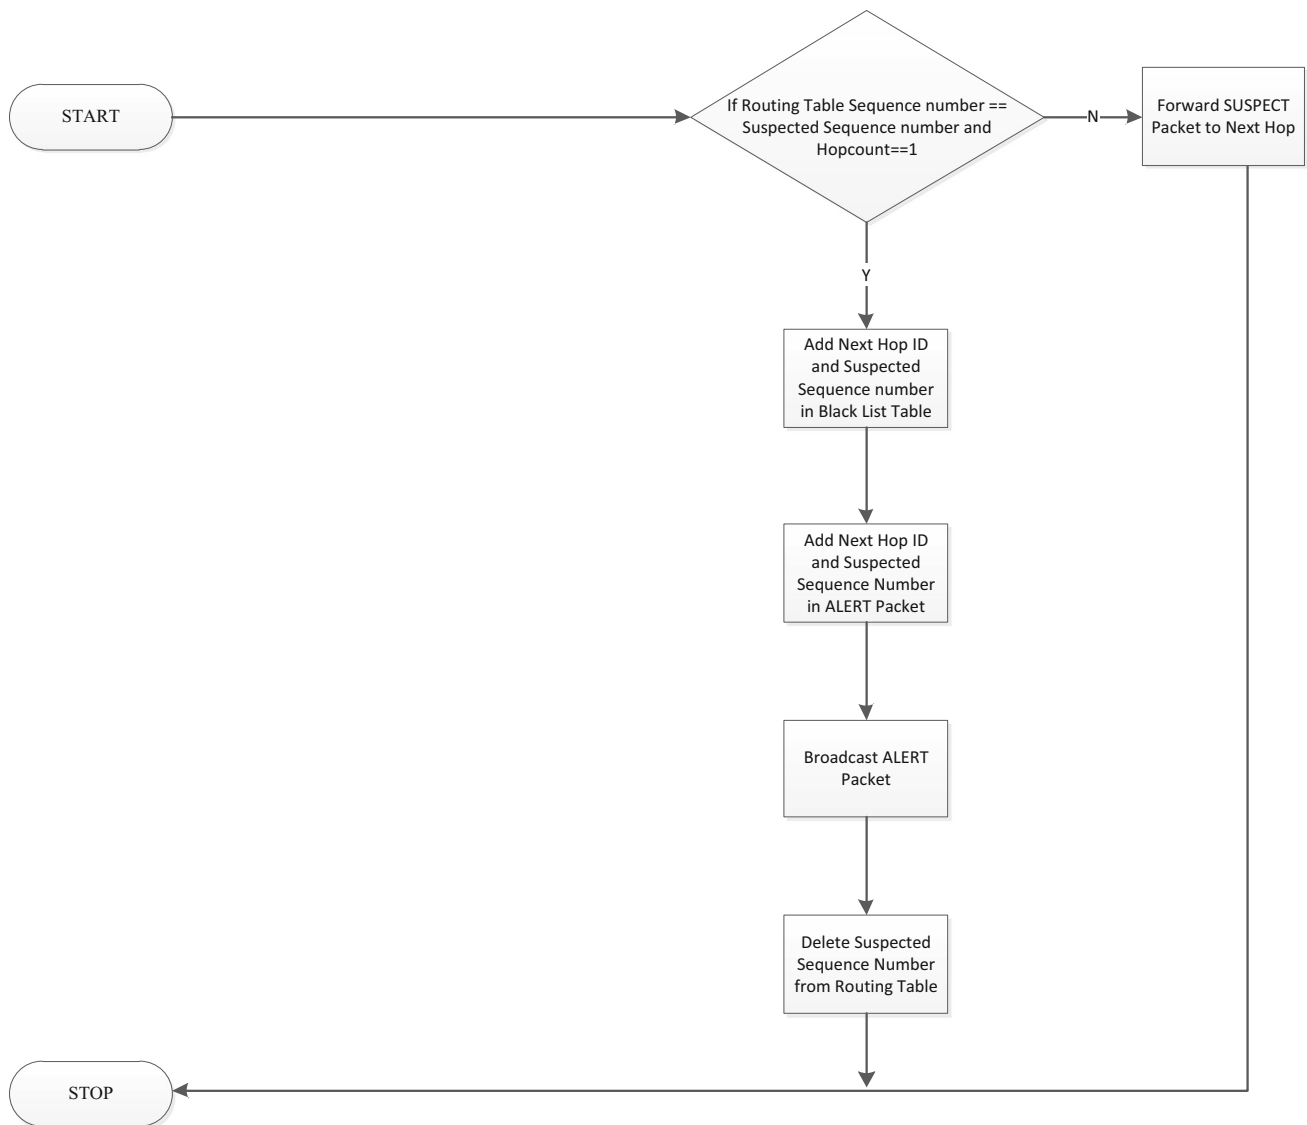 START
If Routing Table Sequence number ==
Suspected Sequence number and
Hopcount==1
N
Forward SUSPECT
Packet to Next Hop
Y
Add Next Hop ID
and Suspected
Sequence number
in Black List Table
Add Next Hop ID
and Suspected
Sequence Number
in ALERT Packet
Broadcast ALERT
Packet
Delete Suspected
Sequence Number
from Routing Table
STOP